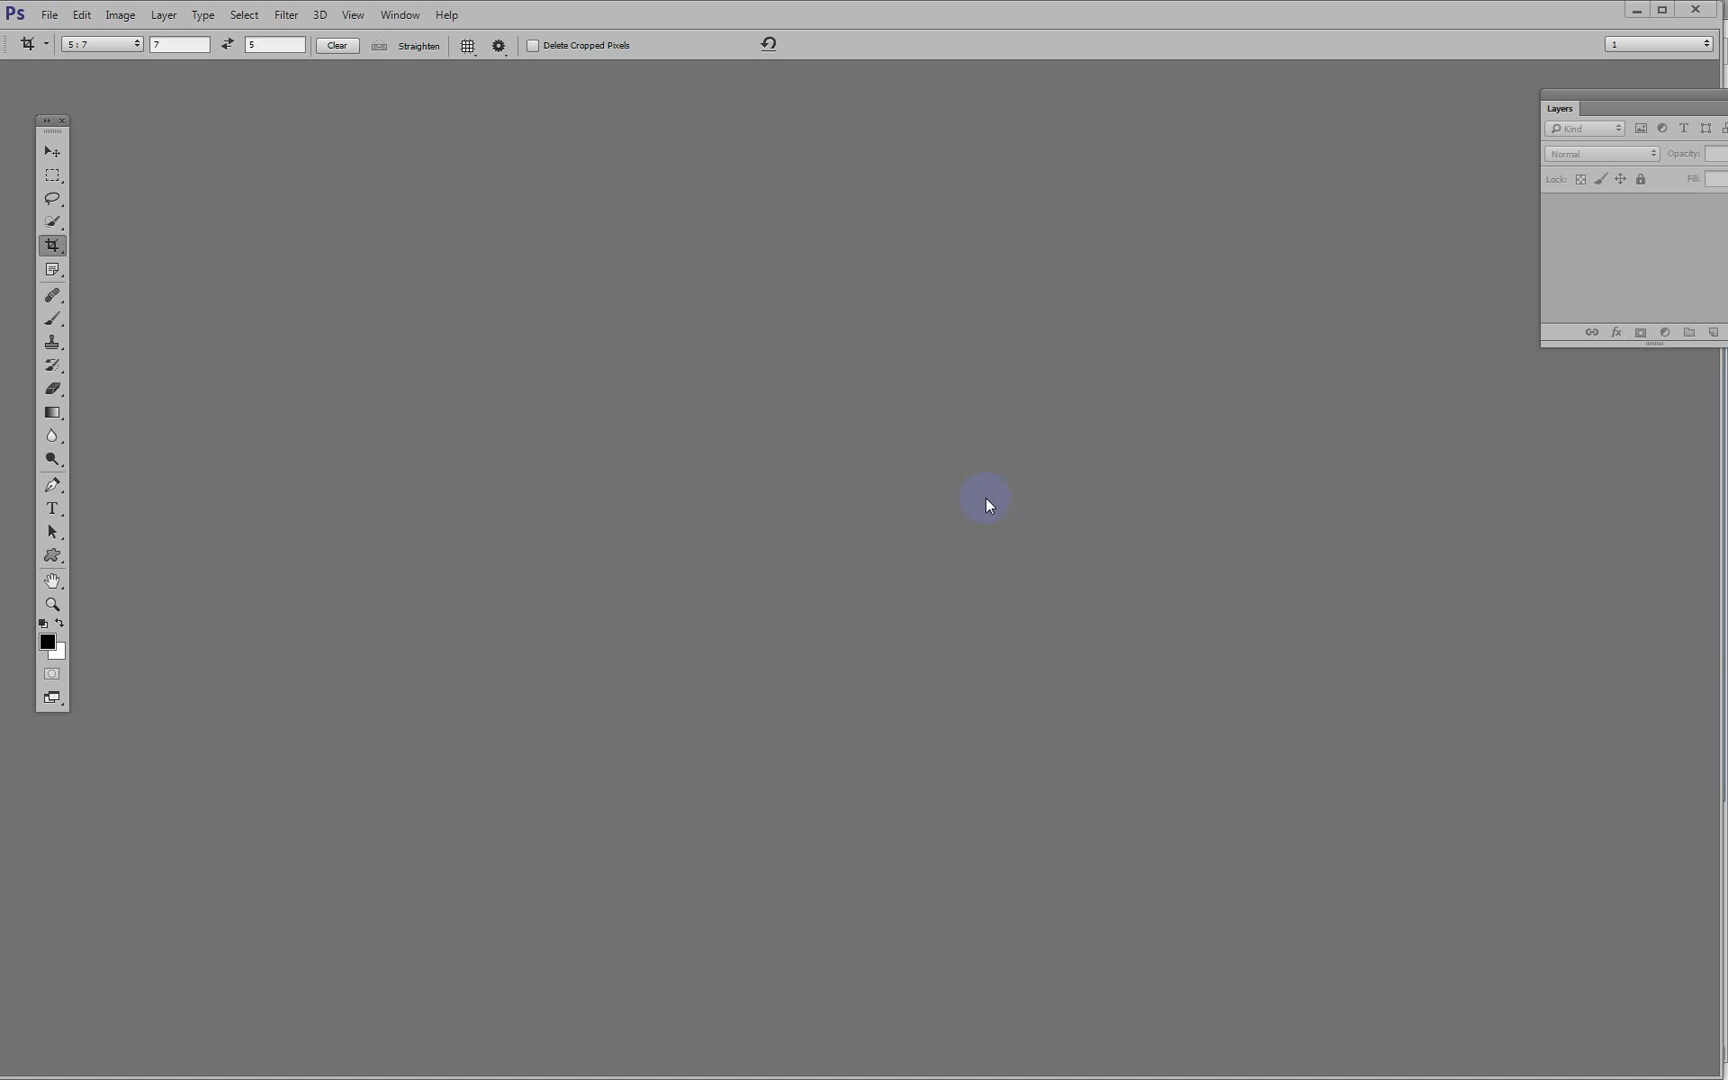 Ps File Edit Image Layer Type Select Filter 3D View Window Help
5 : 7 7 5 Clear Straighten Delete Cropped Pixels 1
Layers
Kind T
Normal Opacity:
Lock: Fill:
T
fx